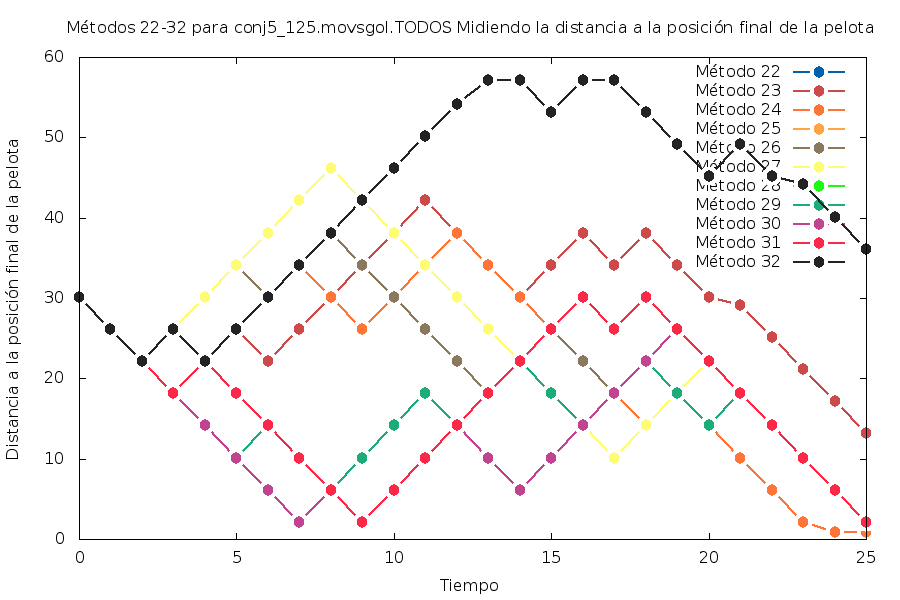 Métodos 22-32 para conj5_125.movsgol.TODOS Midiendo la distancia a la posición final de la pelota
60
50
40
30
20
10
0
Distancia a la posición final de la pelota
Método 22
Método 23
Método 24
Método 25
Método 26
Método 27
Método 28
Método 29
Método 30
Método 31
Método 32
0 5 10 15 20 25
Tiempo